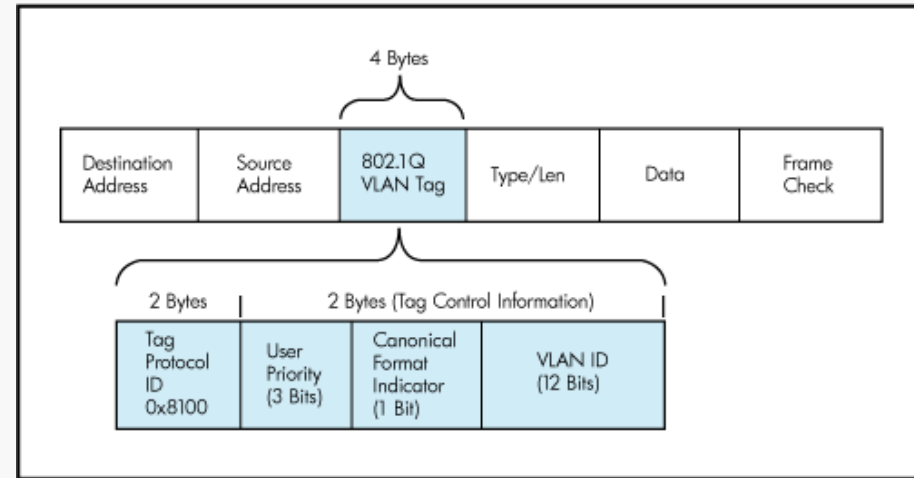 4 Bytes
Destination
Address
Source
Address
802.1Q
VLAN Tag
Type/Len
Data
Frame
Check
2 Bytes
2 Bytes (Tag Control Information)
Tag
Protocol
ID
0x8100
User
Priority
(3 Bits)
Canonical
Format
Indicator
(1 Bit)
VLAN ID
(12 Bits)